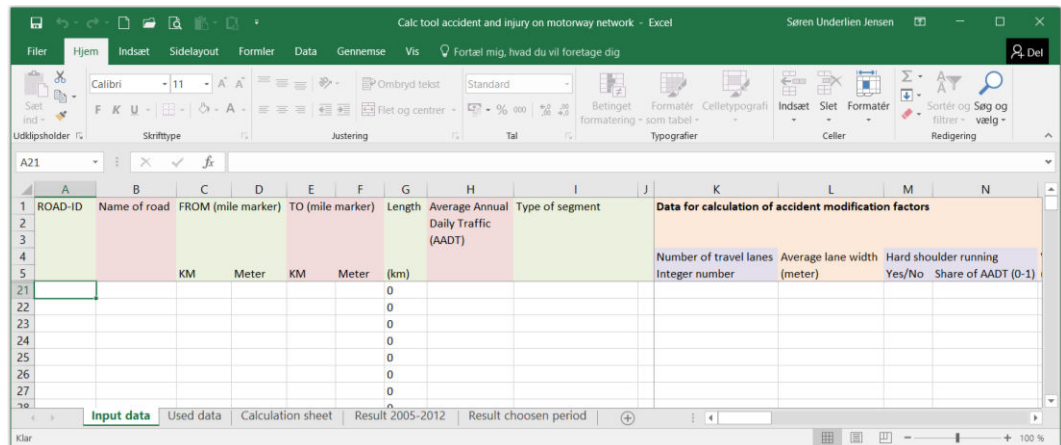 Calc tool accident and injury on motorway network - Excel
Søren Underlien Jensen
Filer Hjem Indsæt Sidelayout Formler Data Gennemse Vis Fortæl mig, hvad du vil foretage dig Del
Sæt ind
Calibri 11 A A
F K U A
Ombryd tekst
Flet og centrer
Standard
% 000
Betinget formatering
Formatér som tabel
Celletypografi
Indsæt Slet Formatér
Sortér og filtrer
Søg og vælg
Udklipsholder Skrifttype Justering Tal Typografier Celler Redigering
A21 fx
A B C D E F G H I J K L M N
1 ROAD-ID Name of road FROM (mile marker) TO (mile marker) Length Average Annual Type of segment Data for calculation of accident modification factors
2 Daily Traffic
3 (AADT)
4 Number of travel lanes Average lane width Hard shoulder running
5 KM Meter KM Meter (km) Integer number (meter) Yes/No Share of AADT (0-1)
21 0
22 0
23 0
24 0
25 0
26 0
27 0
Input data Used data Calculation sheet Result 2005-2012 Result choosen period
Klar 100 %